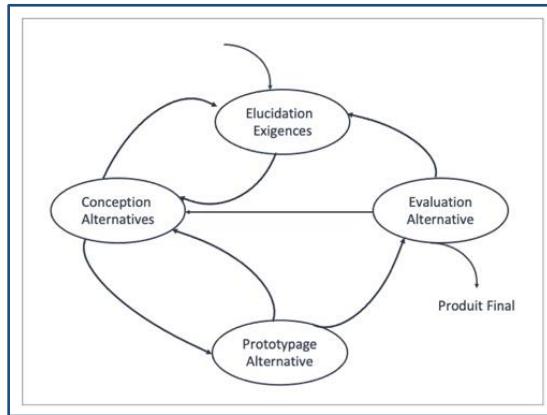 Elucidation
Exigences
Conception
Alternatives
Evaluation
Alternative
Produit Final
Prototypage
Alternative